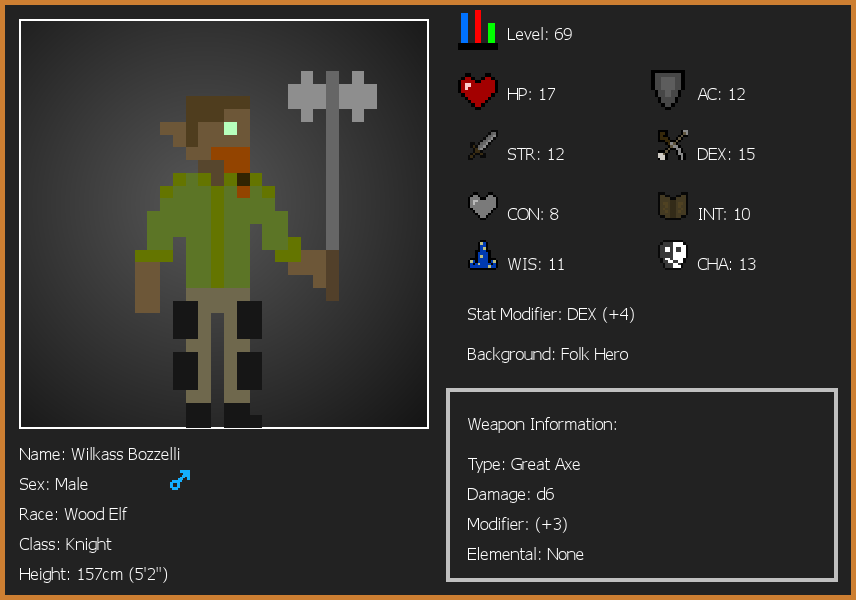 Level: 69
HP: 17
AC: 12
STR: 12
DEX: 15
CON: 8
INT: 10
WIS: 11
CHA: 13
Stat Modifier: DEX (+4)
Background: Folk Hero
Weapon Information:
Type: Great Axe
Damage: d6
Modifier: (+3)
Elemental: None
Name: Wilkass Bozzelli
Sex: Male
Race: Wood Elf
Class: Knight
Height: 157cm (5'2")